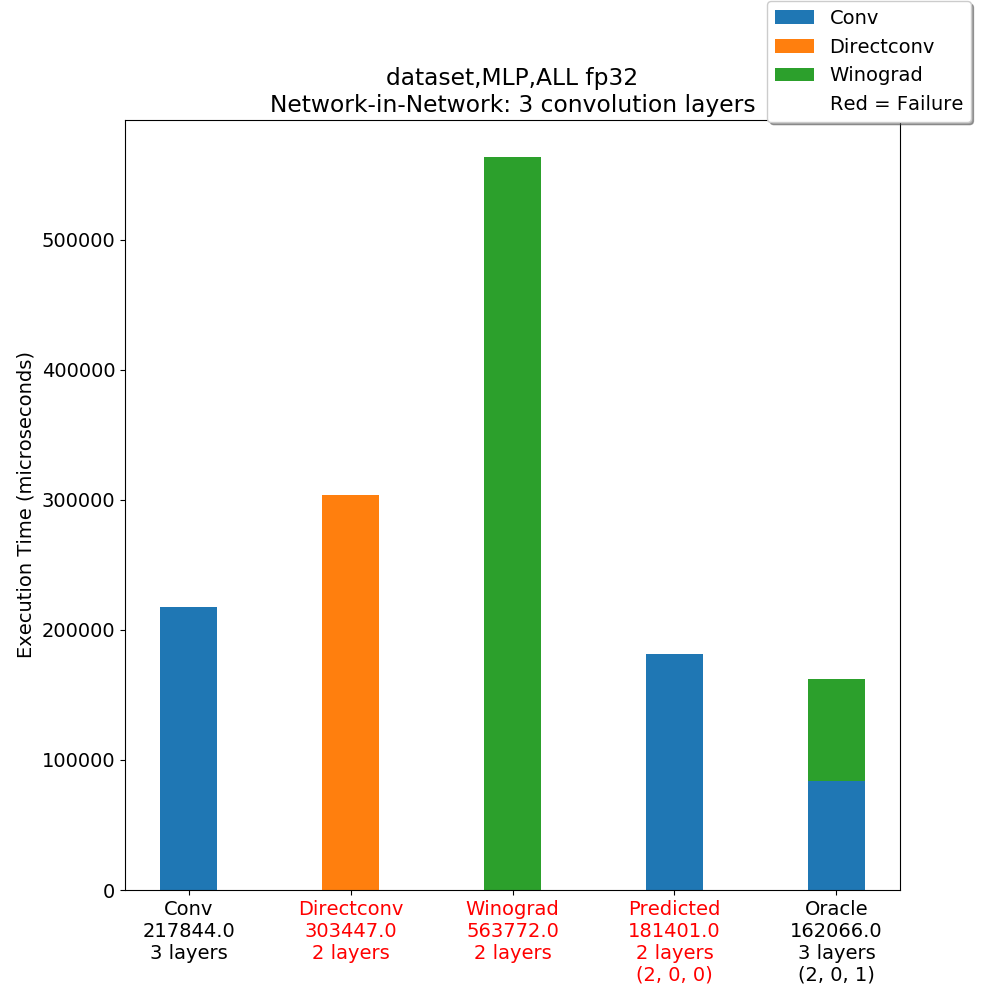 Conv
Directconv
Winograd
Red = Failure
dataset,MLP,ALL fp32
Network-in-Network: 3 convolution layers
Execution Time (microseconds)
500000
400000
300000
200000
100000
0
Conv
217844.0
3 layers
Directconv
303447.0
2 layers
Winograd
563772.0
2 layers
Predicted
181401.0
2 layers
(2, 0, 0)
Oracle
162066.0
3 layers
(2, 0, 1)